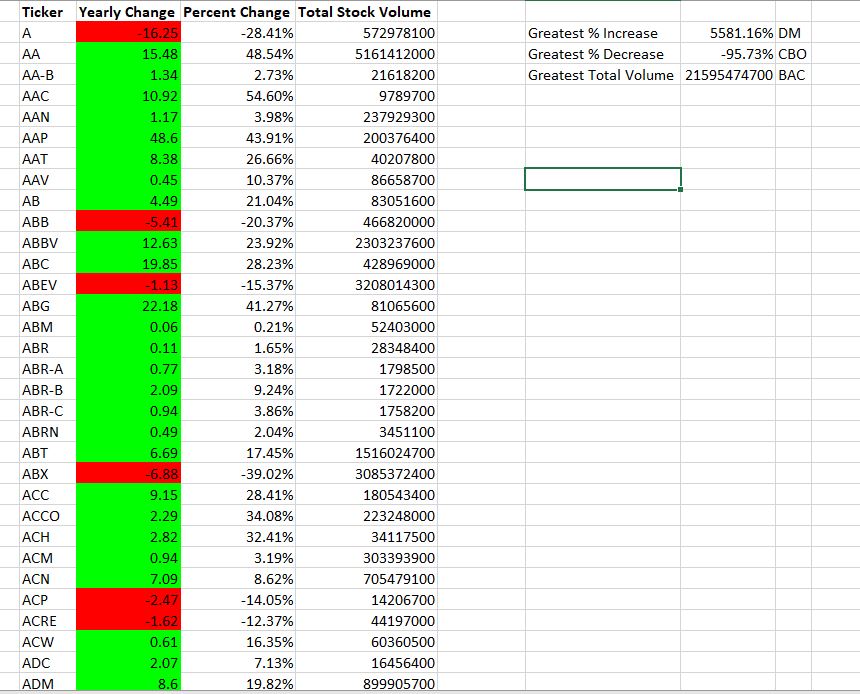 Ticker Yearly Change Percent Change Total Stock Volume
A -16.25 -28.41% 572978100 Greatest % Increase 5581.16% DM
AA 15.48 48.54% 5161412000 Greatest % Decrease -95.73% CBO
AA-B 1.34 2.73% 21618200 Greatest Total Volume 21595474700 BAC
AAC 10.92 54.60% 9789700
AAN 1.17 3.98% 237929300
AAP 48.6 43.91% 200376400
AAT 8.38 26.66% 40207800
AAV 0.45 10.37% 86658700
AB 4.49 21.04% 83051600
ABB -5.41 -20.37% 466820000
ABBV 12.63 23.92% 2303237600
ABC 19.85 28.23% 428969000
ABEV -1.13 -15.37% 3208014300
ABG 22.18 41.27% 81065600
ABM 0.06 0.21% 52403000
ABR 0.11 1.65% 28348400
ABR-A 0.77 3.18% 1798500
ABR-B 2.09 9.24% 1722000
ABR-C 0.94 3.86% 1758200
ABRN 0.49 2.04% 3451100
ABT 6.69 17.45% 1516024700
ABX -6.88 -39.02% 3085372400
ACC 9.15 28.41% 180543400
ACCO 2.29 34.08% 223248000
ACH 2.82 32.41% 34117500
ACM 0.94 3.19% 303393900
ACN 7.09 8.62% 705479100
ACP -2.47 -14.05% 14206700
ACRE -1.62 -12.37% 44197000
ACW 0.61 16.35% 60360500
ADC 2.07 7.13% 16456400
ADM 8.6 19.82% 899905700